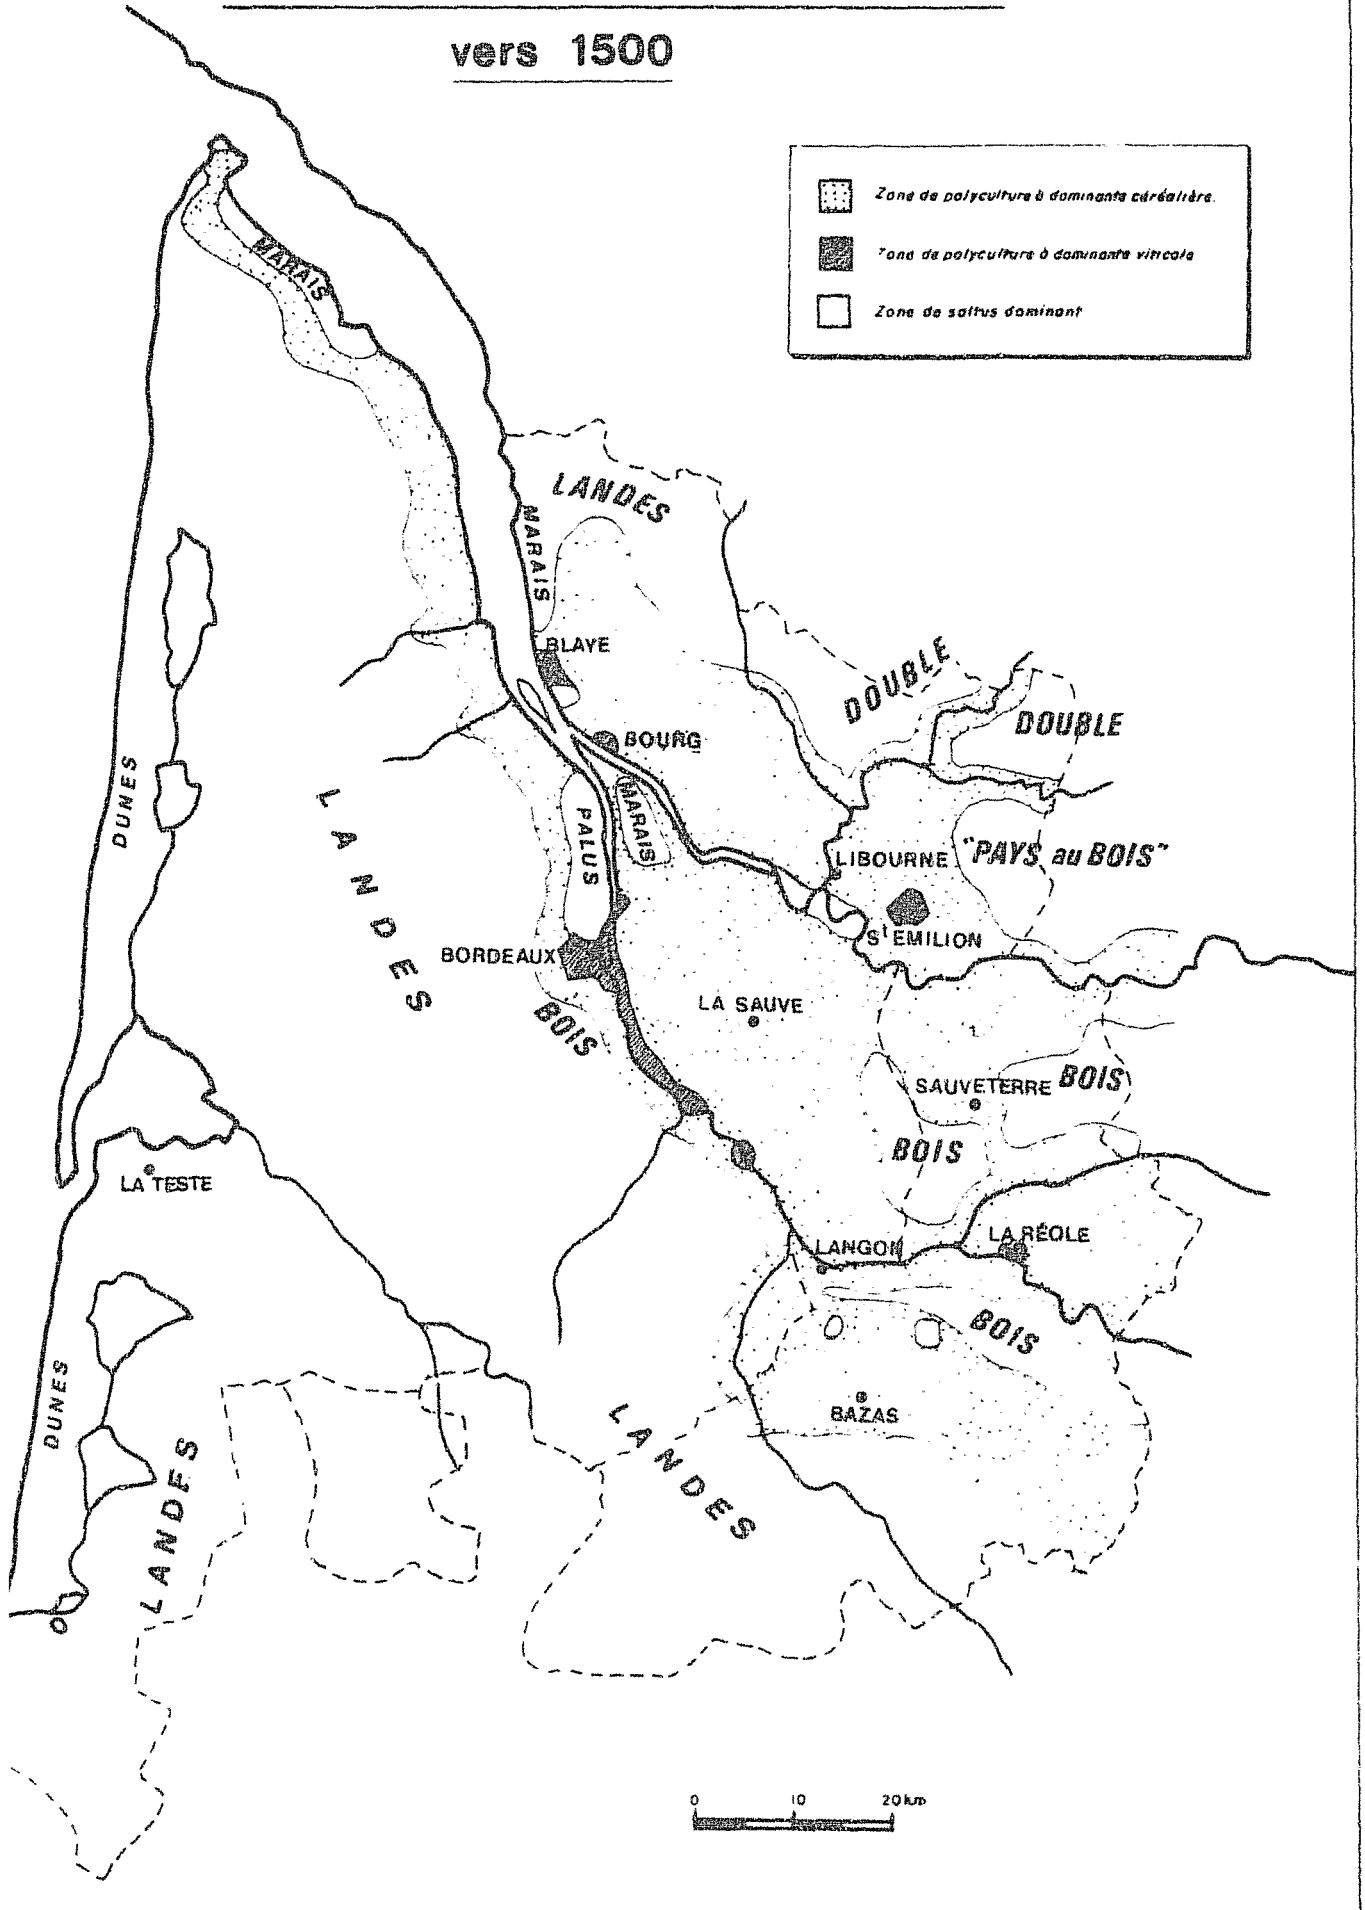 vers 1500
Zone de polyculture à dominante céréalière.
Zone de polyculture à dominante viticole
Zone de saltus dominant
MARAIS
LANDES
MARAIS
BLAYE
DOUBLE
DOUBLE
BOURG
DUNES
LANDES
PALUS
MARAIS
LIBOURNE
"PAYS au BOIS"
St EMILION
BORDEAUX
LA SAUVE
BOIS
SAUVETERRE
BOIS
BOIS
LA TESTE
LANGON
LA RÉOLE
BOIS
DUNES
BAZAS
LANDES
LANDES
0 10 20 km